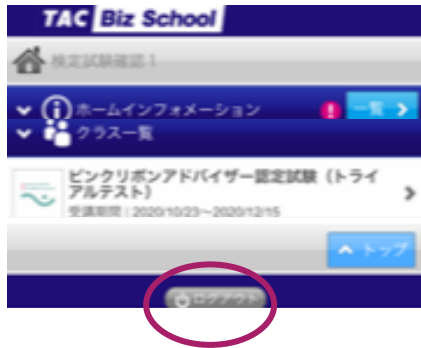 TAC Biz School
検定試験確認1
ホームインフォメーション
一覧
クラス一覧
ピンクリボンアドバイザー認定試験（トライ
アルテスト）
受講期間：2020/10/23～2020/12/15
トップ
ログアウト